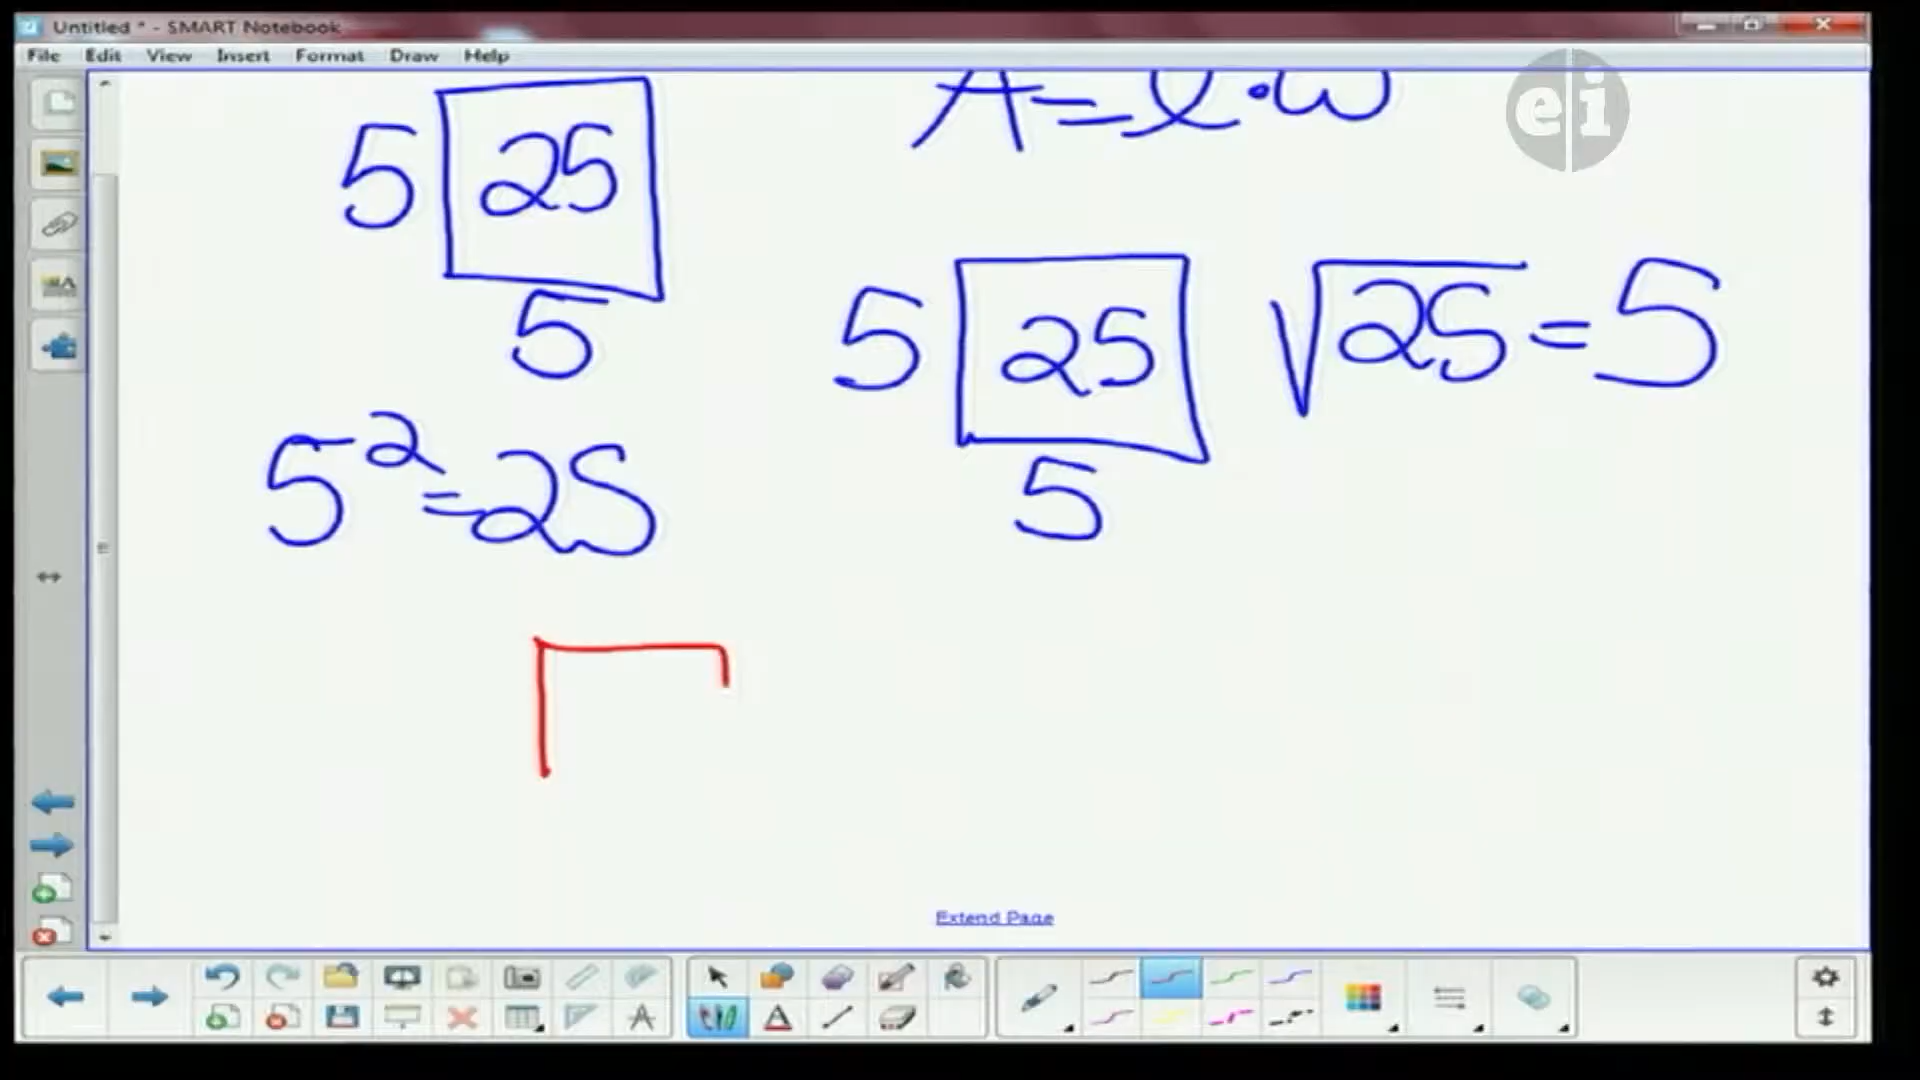 Untitled * - SMART Notebook
File Edit View Insert Format Draw Help
A = l · w
ei
5 25
5
5 25 √25 = 5
5
5² = 25
Extend Page